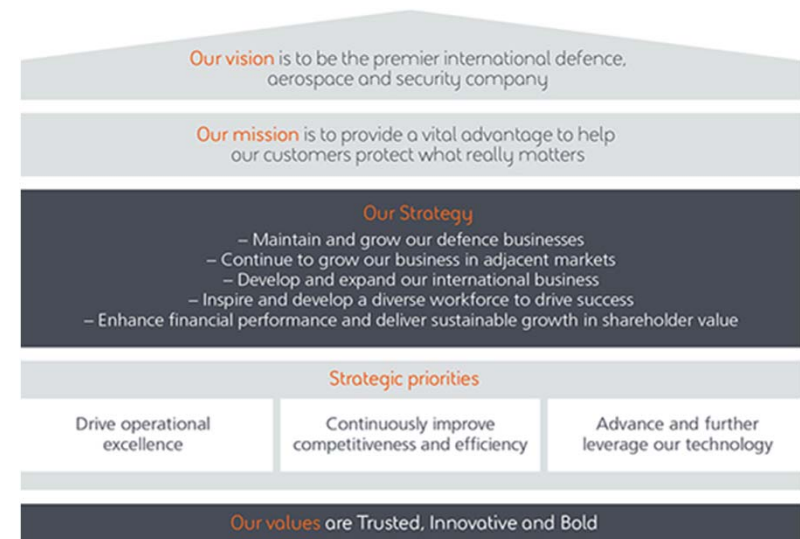 Our vision is to be the premier international defence,
aerospace and security company
Our mission is to provide a vital advantage to help
our customers protect what really matters
Our Strategy
– Maintain and grow our defence businesses
– Continue to grow our business in adjacent markets
– Develop and expand our international business
– Inspire and develop a diverse workforce to drive success
– Enhance financial performance and deliver sustainable growth in shareholder value
Strategic priorities
Drive operational
excellence
Continuously improve
competitiveness and efficiency
Advance and further
leverage our technology
Our values are Trusted, Innovative and Bold